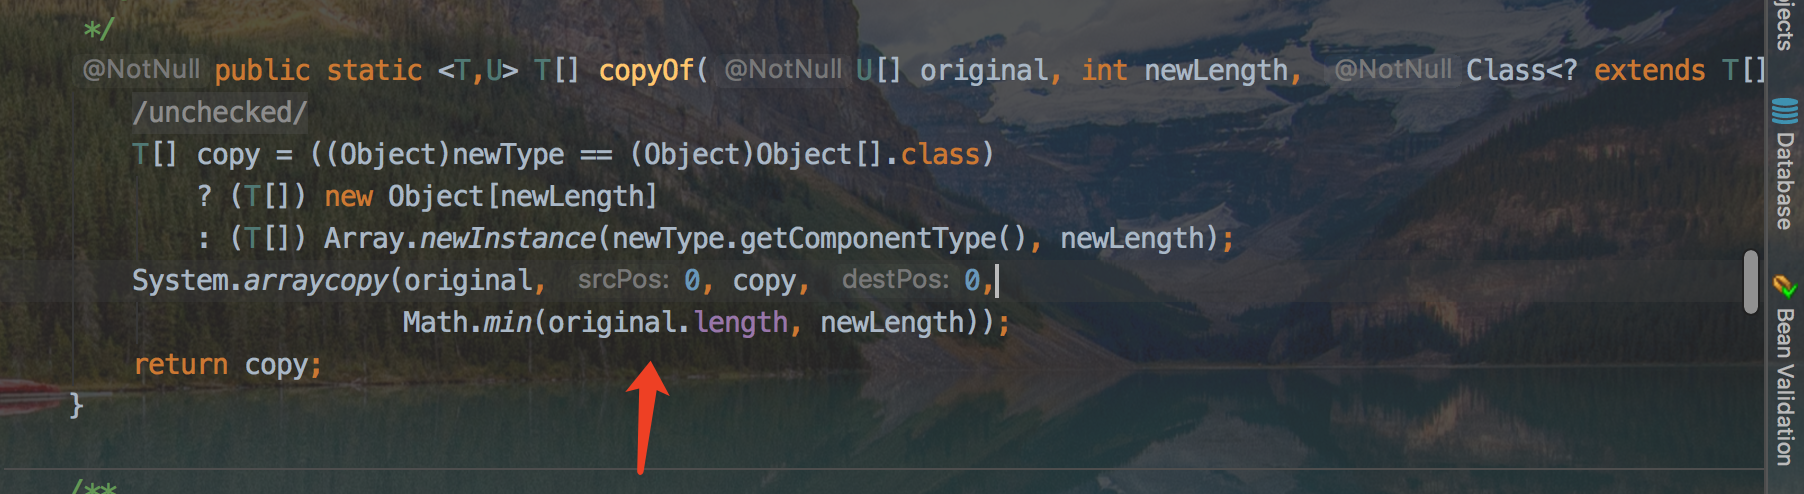 */
@NotNull public static <T,U> T[] copyOf( @NotNull U[] original, int newLength, @NotNull Class<? extends T[]
/unchecked/
T[] copy = ((Object)newType == (Object)Object[].class)
? (T[]) new Object[newLength]
: (T[]) Array.newInstance(newType.getComponentType(), newLength);
System.arraycopy(original, srcPos: 0, copy, destPos: 0,
Math.min(original.length, newLength));
return copy;
}
/**
jects
Database
Bean Validation